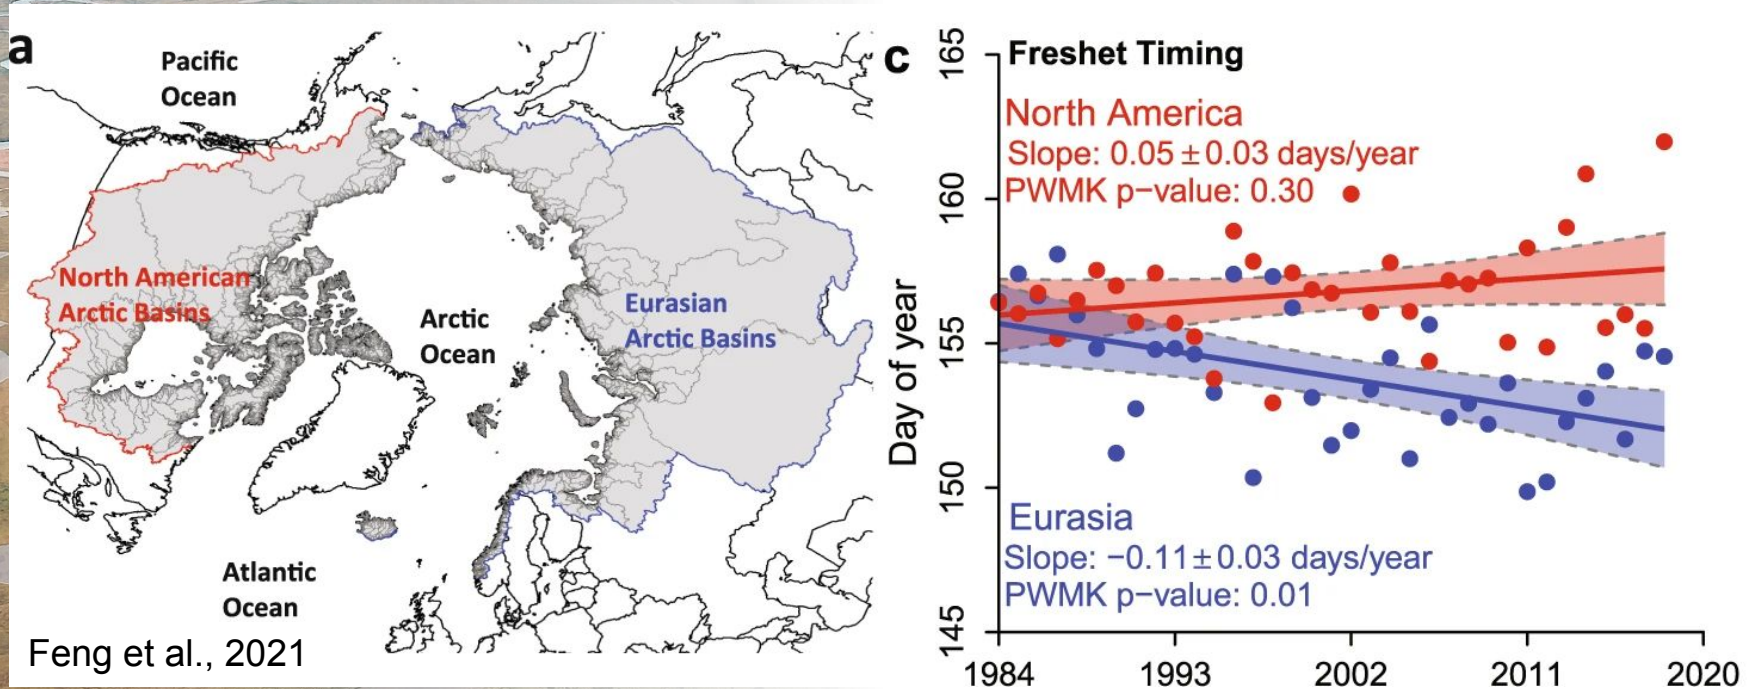 a
Pacific
Ocean
North American
Arctic Basins
Arctic
Ocean
Eurasian
Arctic Basins
Atlantic
Ocean
Feng et al., 2021
c
Freshet Timing
North America
Slope: 0.05 ± 0.03 days/year
PWMK p−value: 0.30
Eurasia
Slope: −0.11 ± 0.03 days/year
PWMK p−value: 0.01
Day of year
165
160
155
150
145
1984 1993 2002 2011 2020